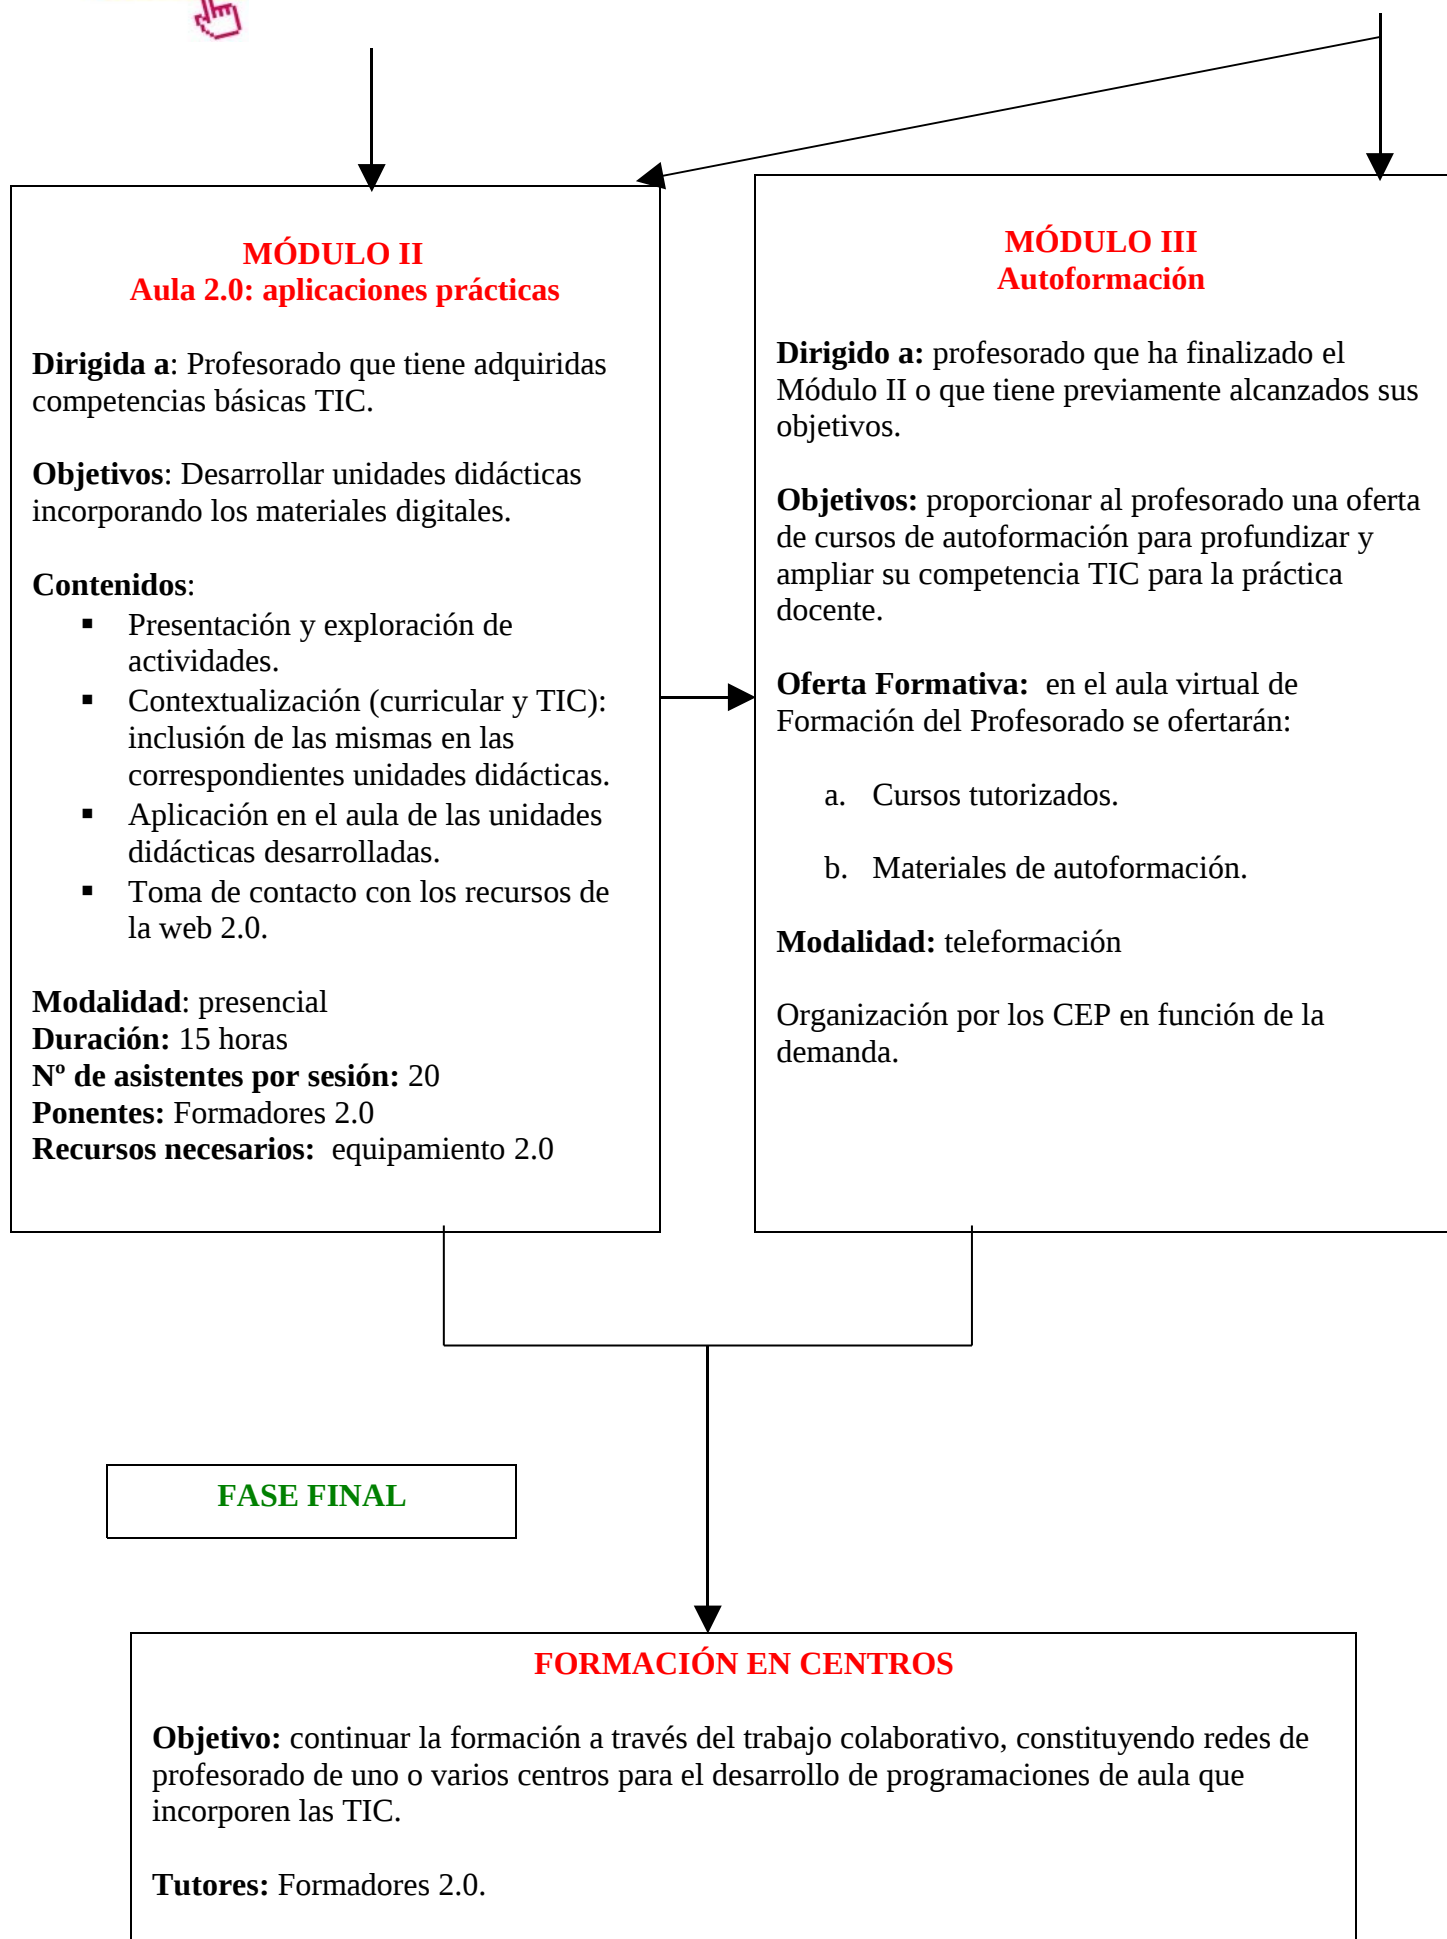 MÓDULO II
Aula 2.0: aplicaciones prácticas
Dirigida a: Profesorado que tiene adquiridas
competencias básicas TIC.
Objetivos: Desarrollar unidades didácticas
incorporando los materiales digitales.
Contenidos:
▪ Presentación y exploración de
actividades.
▪ Contextualización (curricular y TIC):
inclusión de las mismas en las
correspondientes unidades didácticas.
▪ Aplicación en el aula de las unidades
didácticas desarrolladas.
▪ Toma de contacto con los recursos de
la web 2.0.
Modalidad: presencial
Duración: 15 horas
Nº de asistentes por sesión: 20
Ponentes: Formadores 2.0
Recursos necesarios: equipamiento 2.0
MÓDULO III
Autoformación
Dirigido a: profesorado que ha finalizado el
Módulo II o que tiene previamente alcanzados sus
objetivos.
Objetivos: proporcionar al profesorado una oferta
de cursos de autoformación para profundizar y
ampliar su competencia TIC para la práctica
docente.
Oferta Formativa: en el aula virtual de
Formación del Profesorado se ofertarán:
a. Cursos tutorizados.
b. Materiales de autoformación.
Modalidad: teleformación
Organización por los CEP en función de la
demanda.
FASE FINAL
FORMACIÓN EN CENTROS
Objetivo: continuar la formación a través del trabajo colaborativo, constituyendo redes de
profesorado de uno o varios centros para el desarrollo de programaciones de aula que
incorporen las TIC.
Tutores: Formadores 2.0.